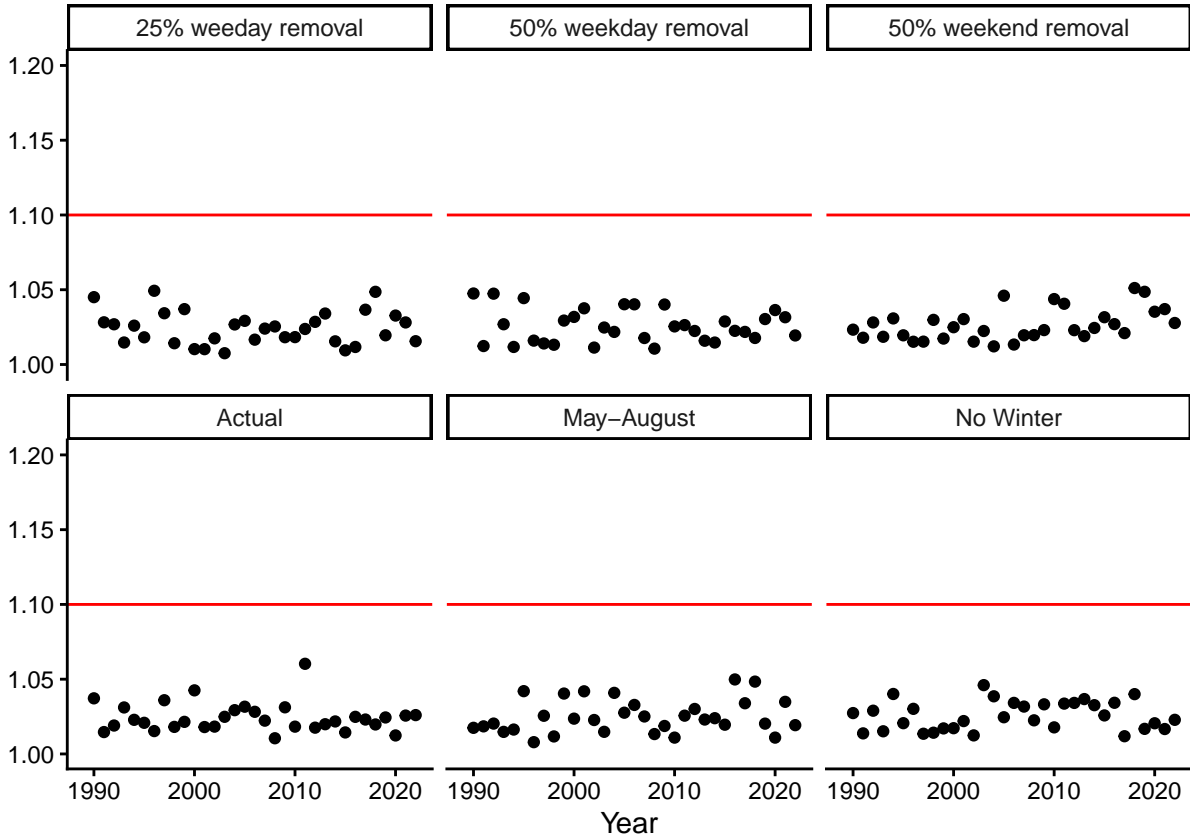 25% weeday removal
50% weekday removal
50% weekend removal
1.20
1.15
1.10
1.05
1.00
Actual
May−August
No Winter
1.20
1.15
1.10
1.05
1.00
1990 2000 2010 2020
1990 2000 2010 2020
1990 2000 2010 2020
Year